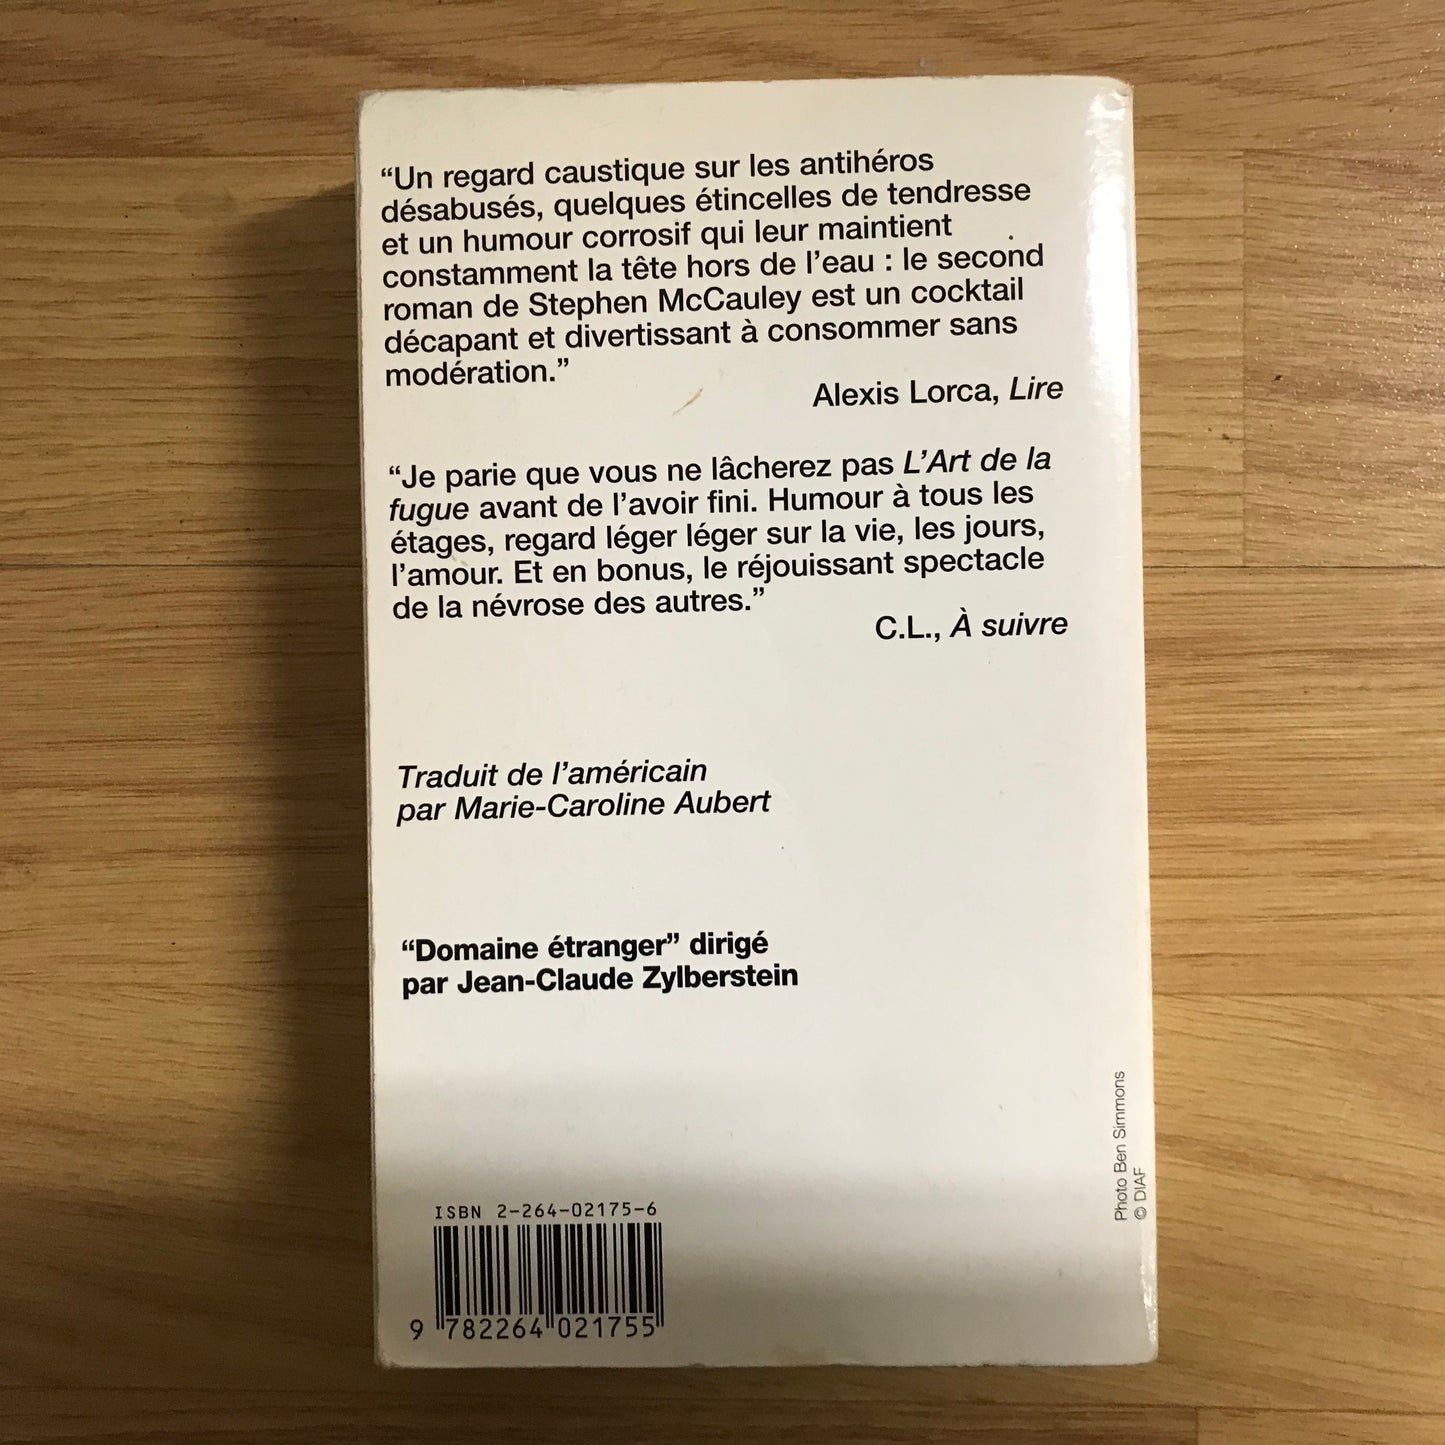 “Un regard caustique sur les antihéros
désabusés, quelques étincelles de tendresse
et un humour corrosif qui leur maintient
constamment la tête hors de l’eau : le second
roman de Stephen McCauley est un cocktail
décapant et divertissant à consommer sans
modération.”
Alexis Lorca, Lire
“Je parie que vous ne lâcherez pas L’Art de la
fugue avant de l’avoir fini. Humour à tous les
étages, regard léger léger sur la vie, les jours,
l’amour. Et en bonus, le réjouissant spectacle
de la névrose des autres.”
C.L., À suivre
Traduit de l’américain
par Marie-Caroline Aubert
“Domaine étranger” dirigé
par Jean-Claude Zylberstein
Photo Ben Simmons
© DIAF
ISBN 2-264-02175-6
9 782264 021755